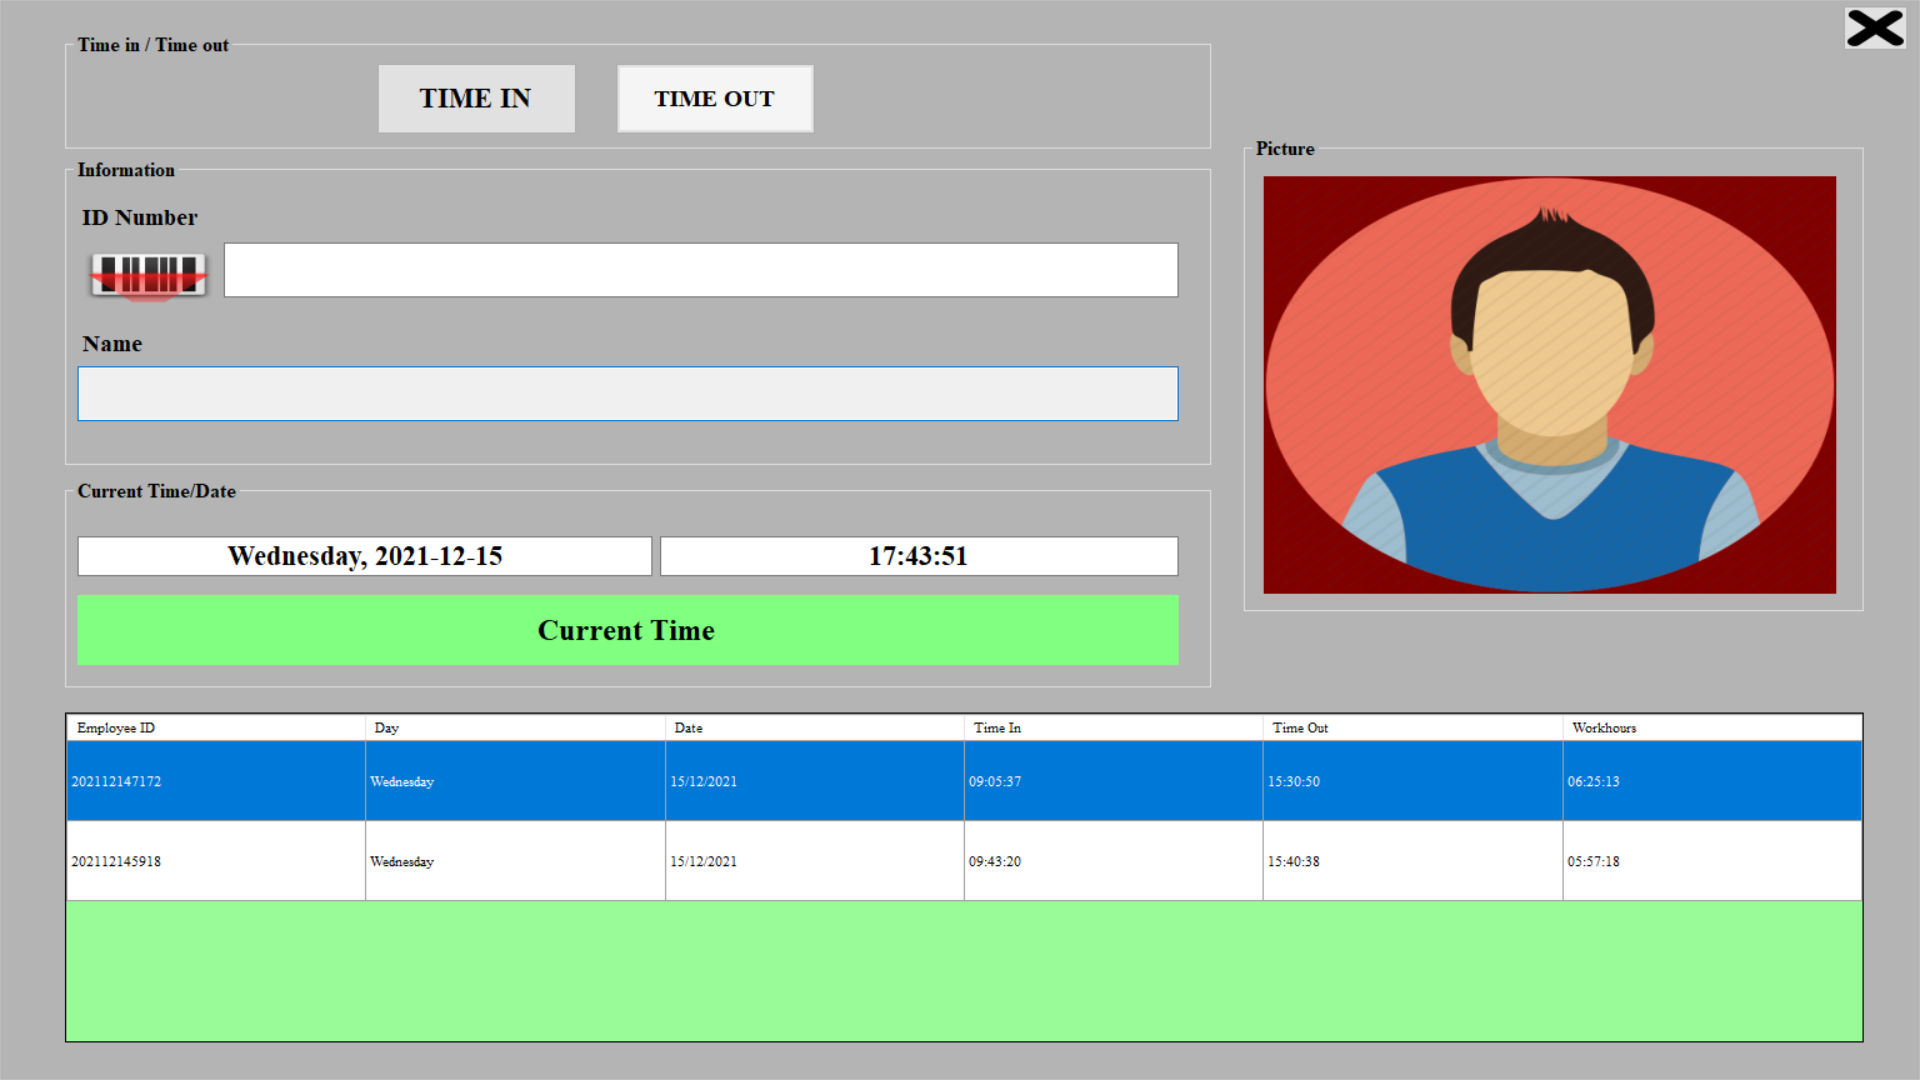 Time in / Time out
TIME IN
TIME OUT
Information
ID Number
Name
Picture
Current Time/Date
Wednesday, 2021-12-15
17:43:51
Current Time
Employee ID Day Date Time In Time Out Workhours
202112147172 Wednesday 15/12/2021 09:05:37 15:30:50 06:25:13
202112145918 Wednesday 15/12/2021 09:43:20 15:40:38 05:57:18